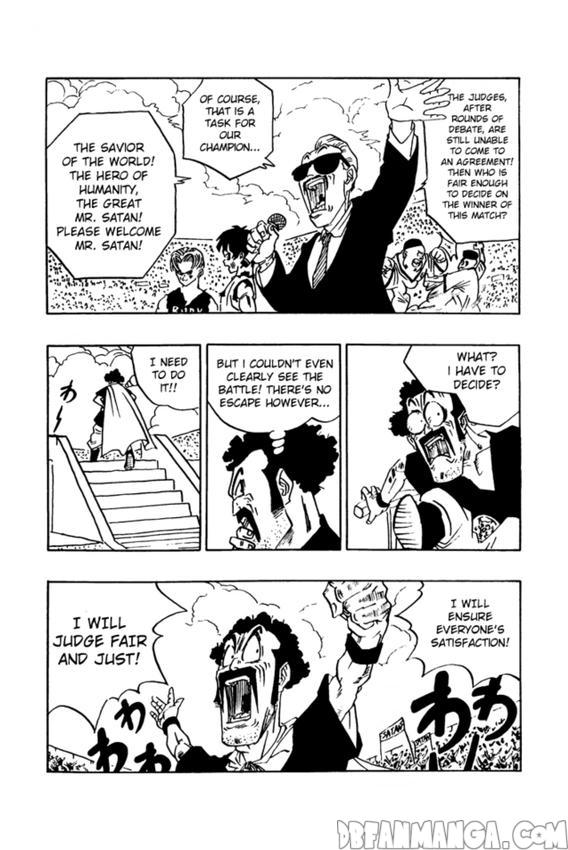 THE JUDGES,
AFTER
ROUNDS OF
DEBATE, ARE
STILL UNABLE
TO COME TO
AN AGREEMENT!
THEN WHO IS
FAIR ENOUGH
TO DECIDE ON
THE WINNER OF
THIS MATCH?
OF COURSE,
THAT IS A
TASK FOR
OUR
CHAMPION...
THE SAVIOR
OF THE WORLD!
THE HERO OF
HUMANITY,
THE GREAT
MR. SATAN!
PLEASE WELCOME
MR. SATAN!
WHAT?
I HAVE TO
DECIDE?
BUT I COULDN'T EVEN
CLEARLY SEE THE
BATTLE! THERE'S NO
ESCAPE HOWEVER...
I NEED
TO DO
IT!!
わ
I WILL
ENSURE
EVERYONE'S
SATISFACTION!
I WILL
JUDGE FAIR
AND JUST!
わー
わー
わ
わ
SATAN
DBFANMANGA.COM